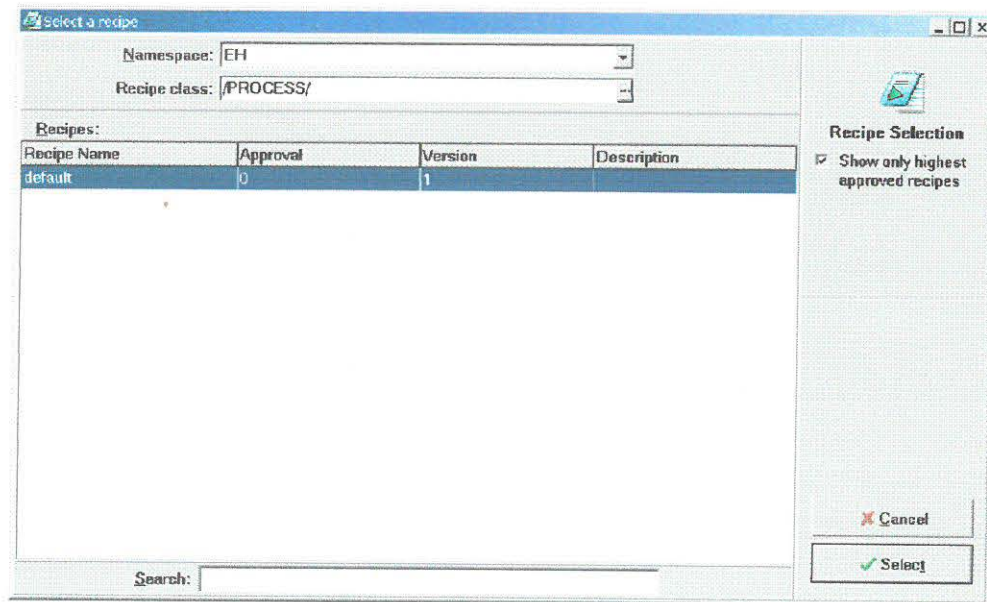 Select a recipe
Namespace: EH
Recipe class: /PROCESS/
Recipes:
Recipe Name Approval Version Description
default 0 1
Search:
Recipe Selection
Show only highest
approved recipes
Cancel
Select